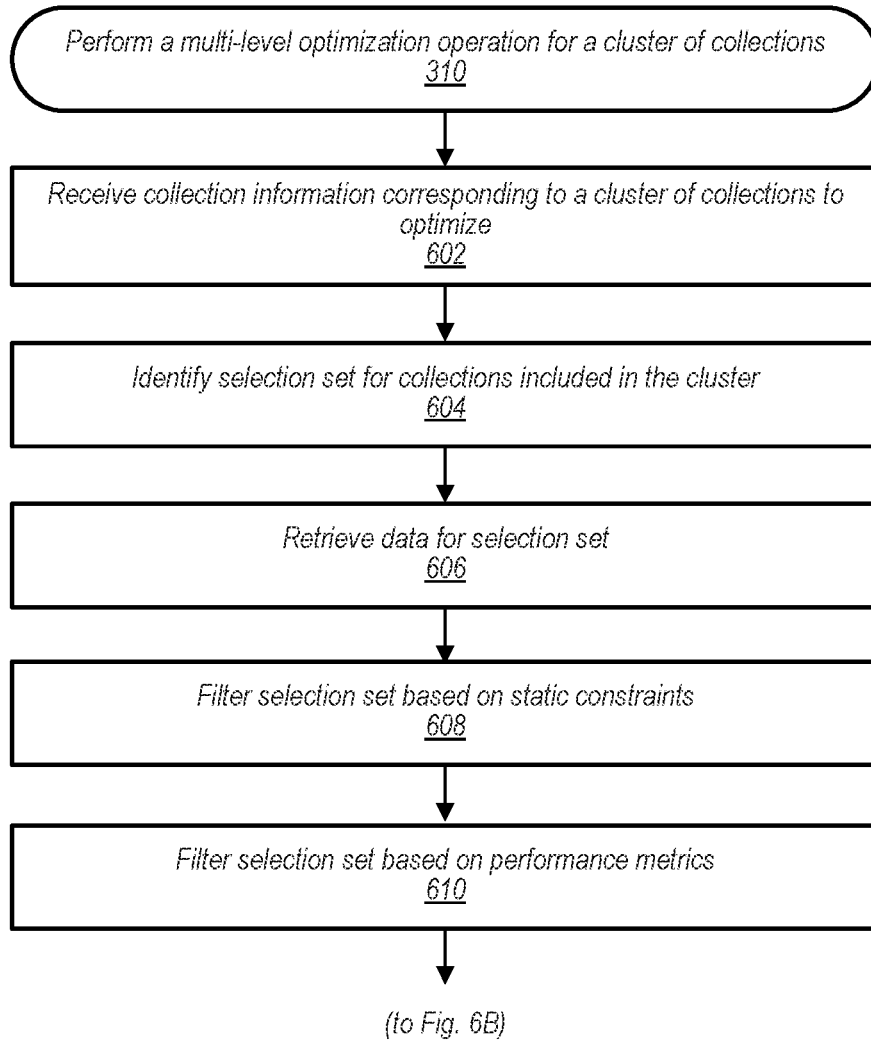 Perform a multi-level optimization operation for a cluster of collections
310
Receive collection information corresponding to a cluster of collections to
optimize
602
Identify selection set for collections included in the cluster
604
Retrieve data for selection set
606
Filter selection set based on static constraints
608
Filter selection set based on performance metrics
610
(to Fig. 6B)